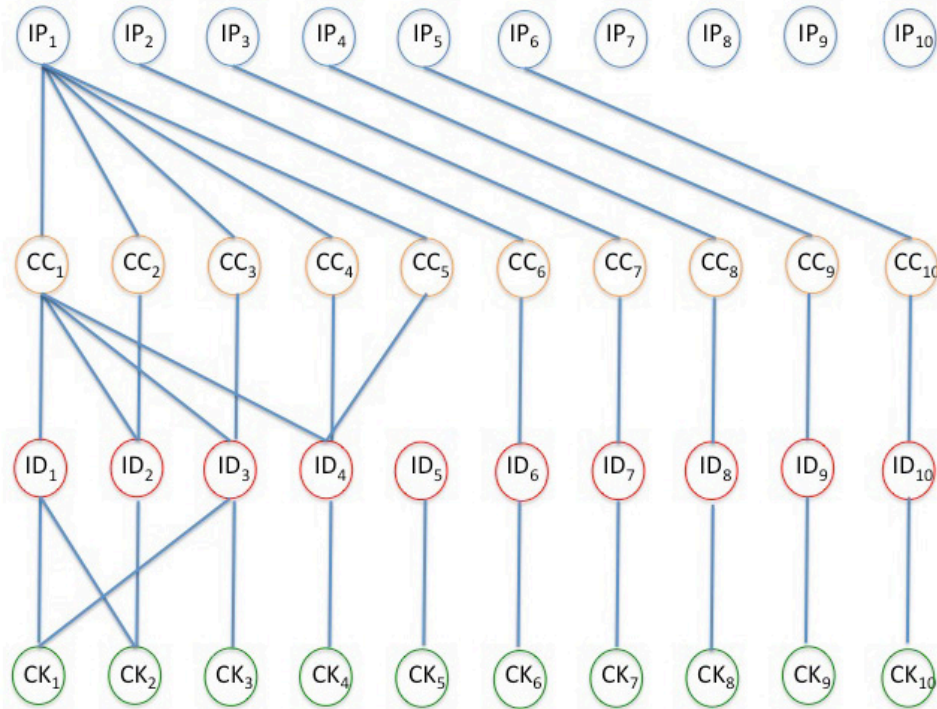 IP₁ IP₂ IP₃ IP₄ IP₅ IP₆ IP₇ IP₈ IP₉ IP₁₀
CC₁ CC₂ CC₃ CC₄ CC₅ CC₆ CC₇ CC₈ CC₉ CC₁₀
ID₁ ID₂ ID₃ ID₄ ID₅ ID₆ ID₇ ID₈ ID₉ ID₁₀
CK₁ CK₂ CK₃ CK₄ CK₅ CK₆ CK₇ CK₈ CK₉ CK₁₀